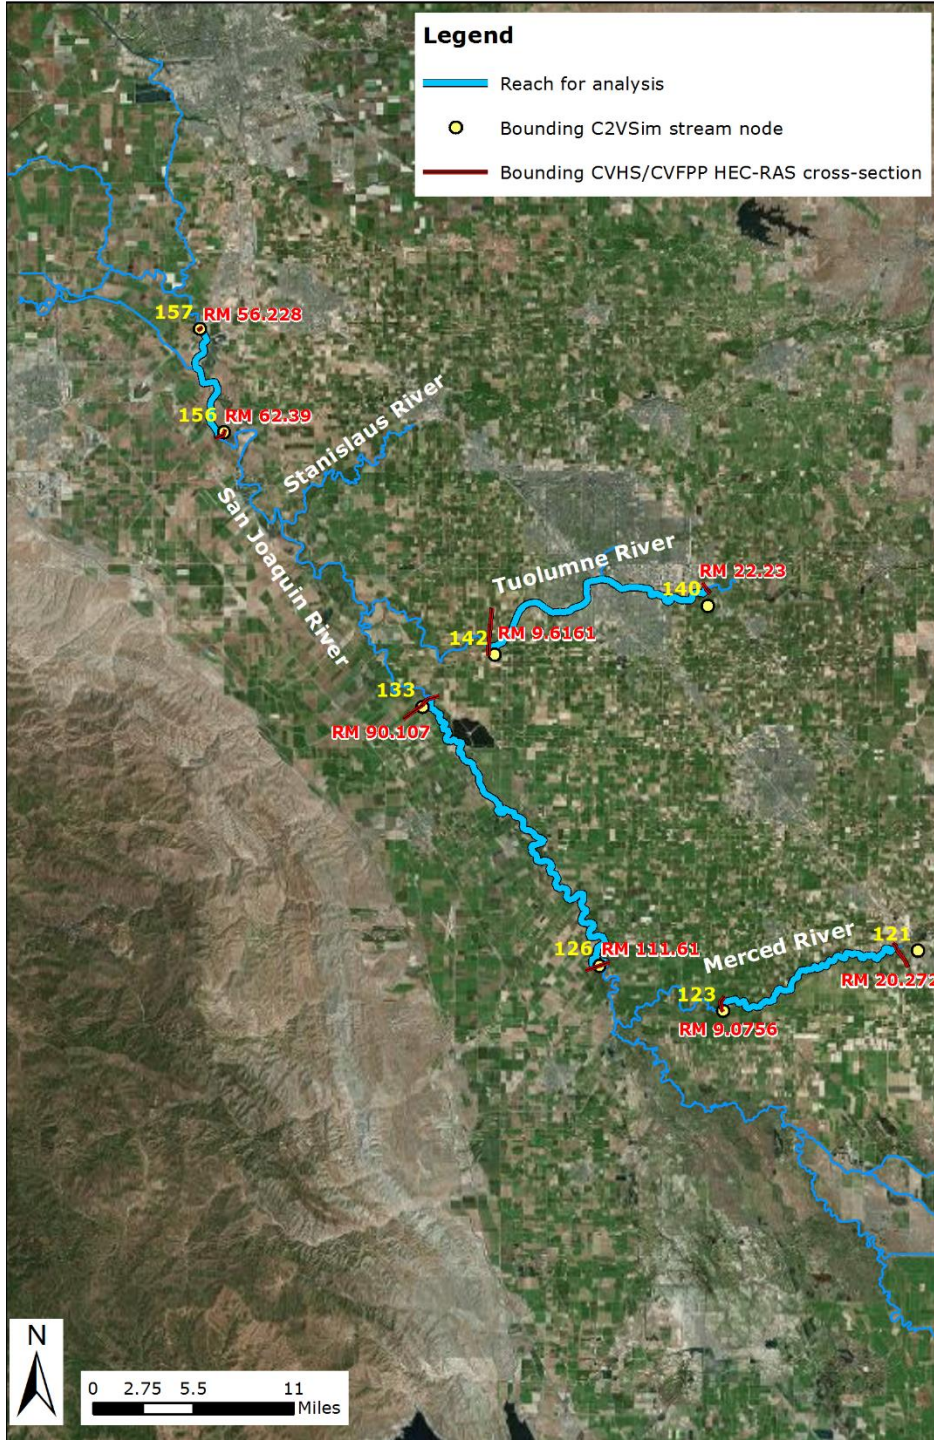 Legend
Reach for analysis
Bounding C2VSim stream node
Bounding CVHS/CVFPP HEC-RAS cross-section
157 RM 56.228
156 RM 62.39
Stanislaus River
San Joaquin River
Tuolumne River
RM 22.23
140
142 RM 9.6161
133
RM 90.107
126 RM 111.61
Merced River
121
RM 20.272
123
RM 9.0756
N
0 2.75 5.5 11
Miles